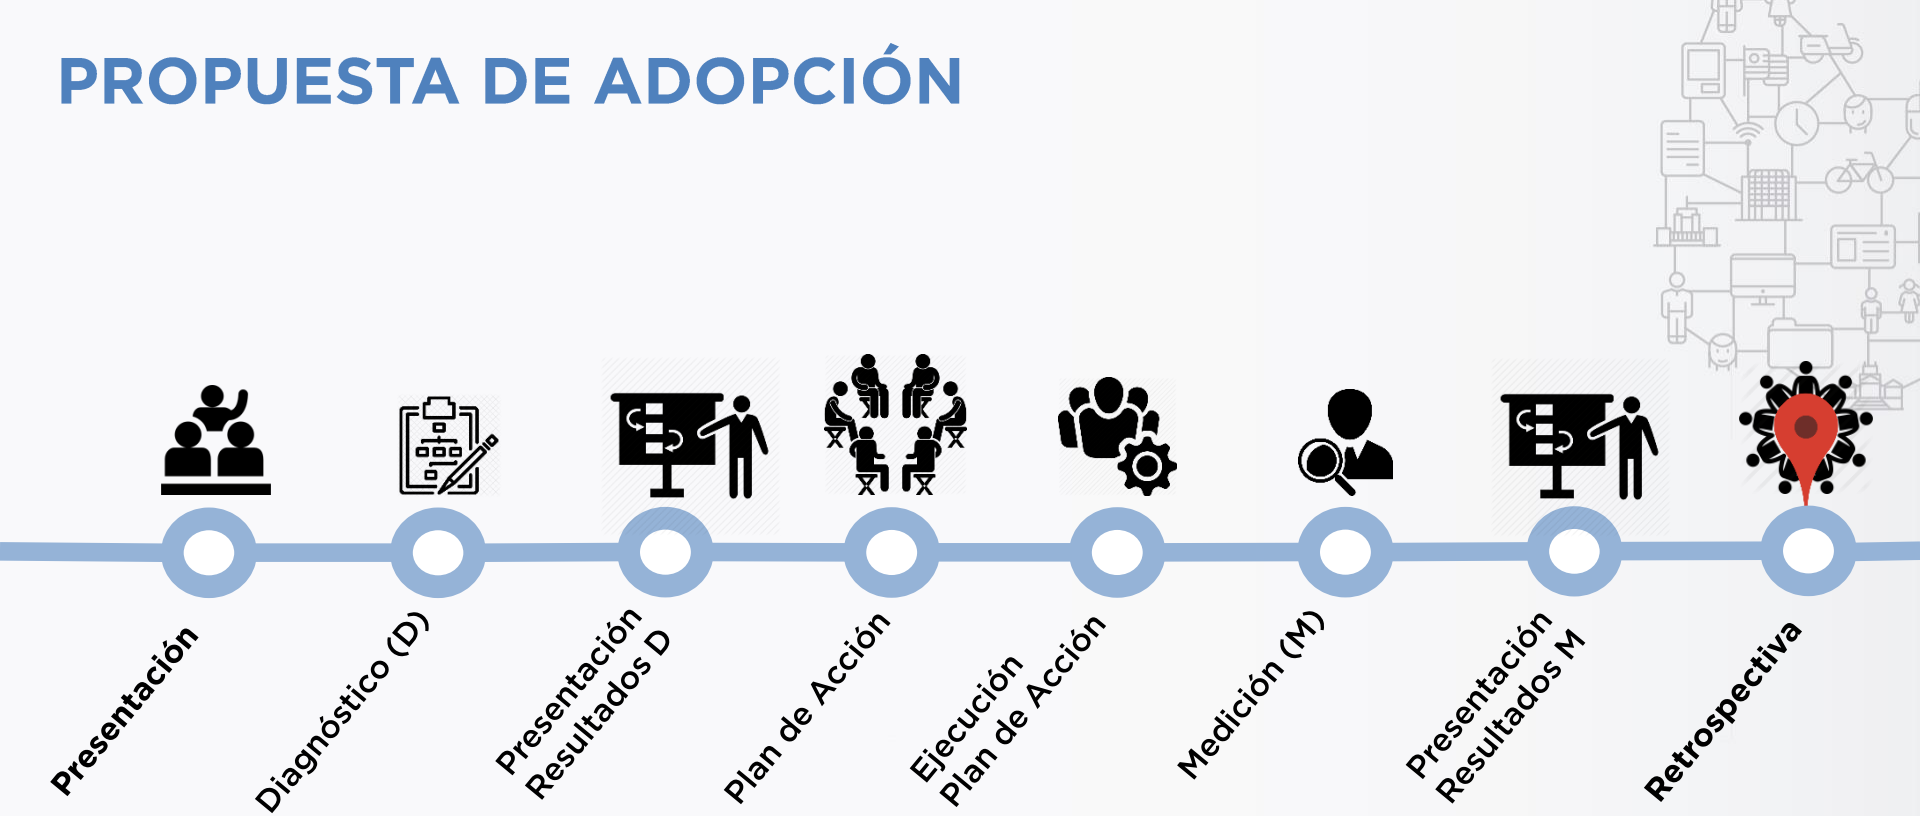 PROPUESTA DE ADOPCIÓN
Presentación
Diagnóstico (D)
Presentación
Resultados D
Plan de Acción
Ejecución
Plan de Acción
Medición (M)
Presentación
Resultados M
Retrospectiva